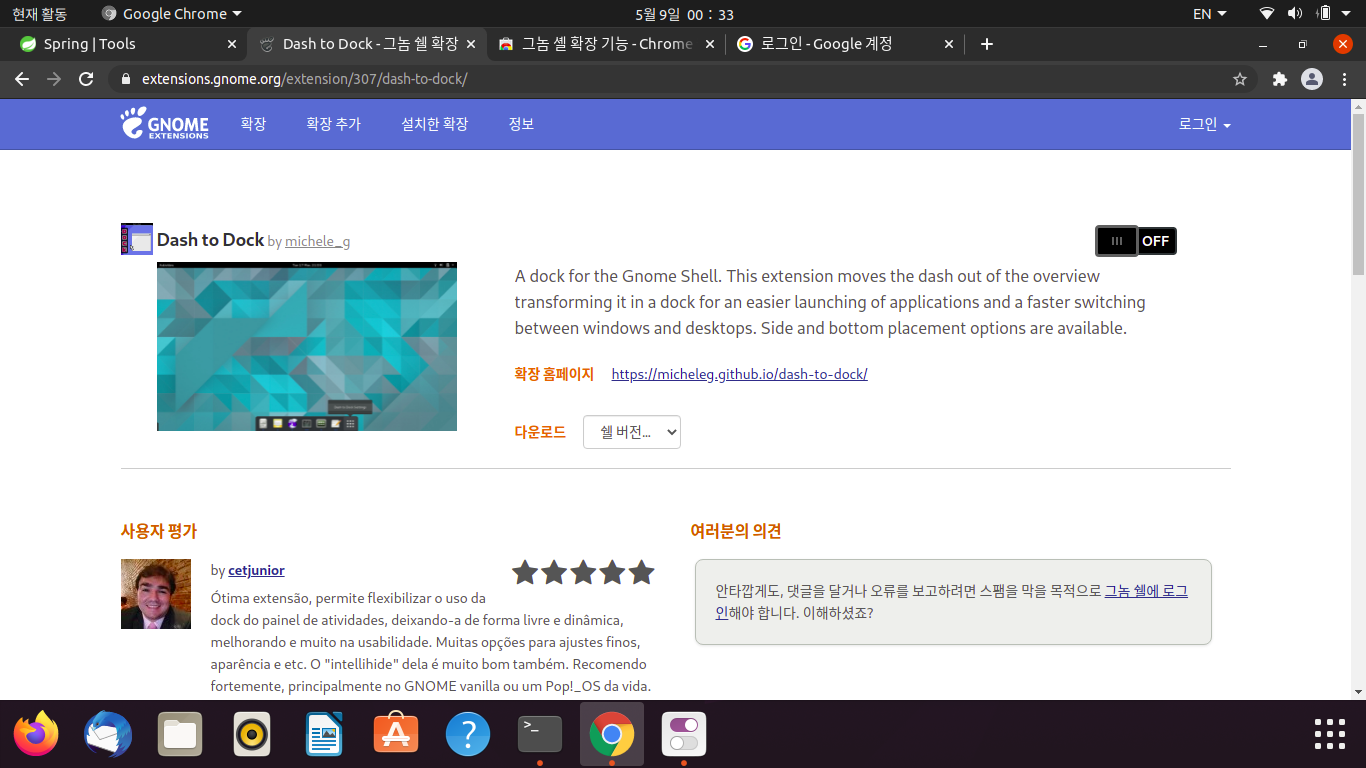 현재 활동 Google Chrome 5월 9일 00 : 33 EN
Spring | Tools Dash to Dock - 그놈 쉘 확장 그놈 셸 확장 기능 - Chrome 로그인 - Google 계정
extensions.gnome.org/extension/307/dash-to-dock/
GNOME EXTENSIONS 확장 확장 추가 설치한 확장 정보 로그인
Dash to Dock by michele_g OFF
A dock for the Gnome Shell. This extension moves the dash out of the overview
transforming it in a dock for an easier launching of applications and a faster switching
between windows and desktops. Side and bottom placement options are available.
확장 홈페이지 https://micheleg.github.io/dash-to-dock/
다운로드 쉘 버전...
사용자 평가
by cetjunior
Ótima extensão, permite flexibilizar o uso da
dock do painel de atividades, deixando-a de forma livre e dinâmica,
melhorando e muito na usabilidade. Muitas opções para ajustes finos,
aparência e etc. O "intellihide" dela é muito bom também. Recomendo
fortemente, principalmente no GNOME vanilla ou um Pop!_OS da vida.
여러분의 의견
안타깝게도, 댓글을 달거나 오류를 보고하려면 스팸을 막을 목적으로 그놈 쉘에 로그
인해야 합니다. 이해하셨죠?